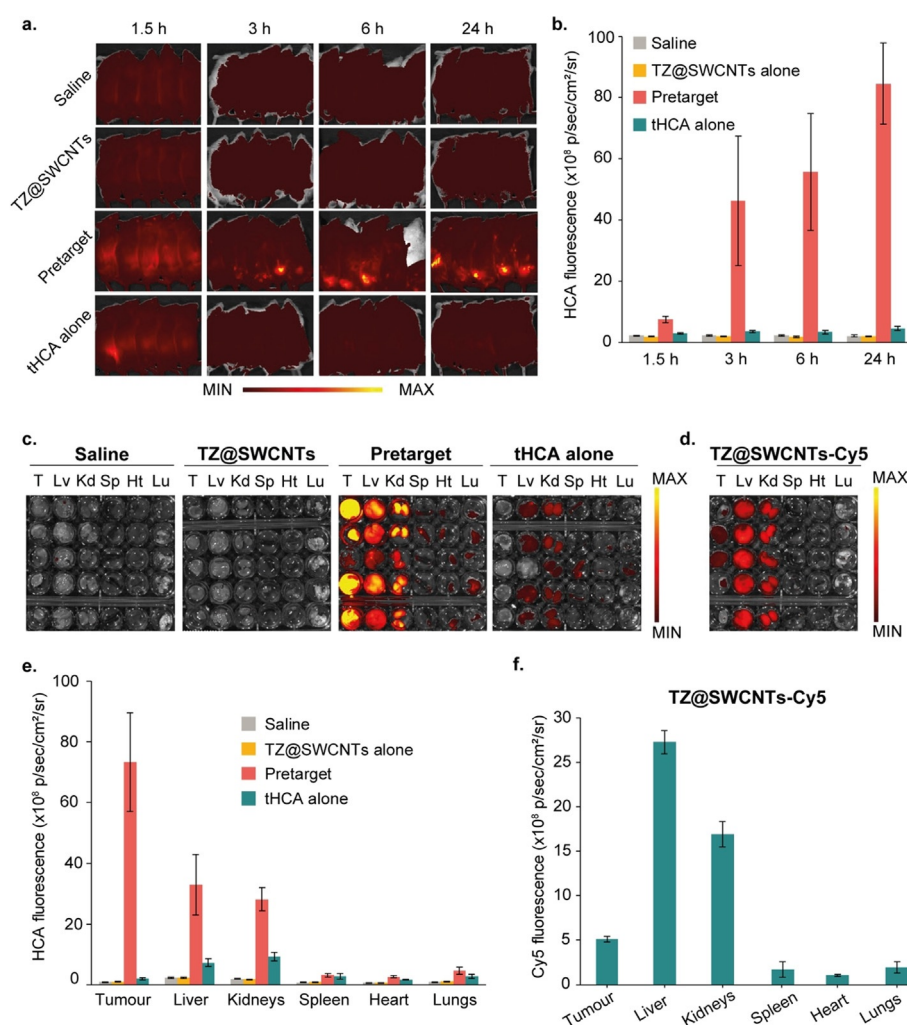 a.
1.5 h 3 h 6 h 24 h
Saline
TZ@SWCNTs
Pretarget
tHCA alone
MIN MAX
b.
HCA fluorescence (x10⁸ p/sec/cm²/sr)
100
80
60
40
20
0
Saline
TZ@SWCNTs alone
Pretarget
tHCA alone
1.5 h 3 h 6 h 24 h
c.
Saline TZ@SWCNTs Pretarget tHCA alone
T Lv Kd Sp Ht Lu T Lv Kd Sp Ht Lu T Lv Kd Sp Ht Lu T Lv Kd Sp Ht Lu
MAX
MIN
d.
TZ@SWCNTs-Cy5
T Lv Kd Sp Ht Lu
MAX
MIN
e.
HCA fluorescence (x10⁸ p/sec/cm²/sr)
100
80
60
40
20
0
Saline
TZ@SWCNTs alone
Pretarget
tHCA alone
Tumour Liver Kidneys Spleen Heart Lungs
f.
TZ@SWCNTs-Cy5
Cy5 fluorescence (x10⁸ p/sec/cm²/sr)
30
25
20
15
10
5
0
Tumour Liver Kidneys Spleen Heart Lungs